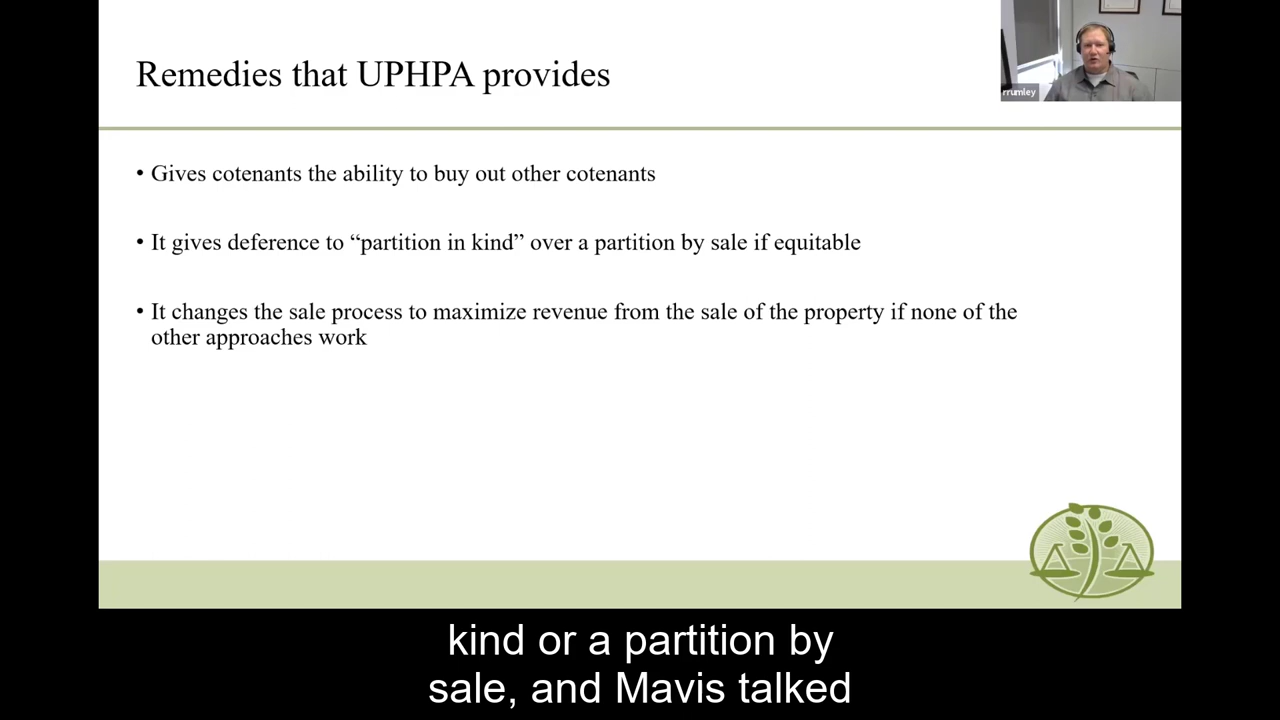 Remedies that UPHPA provides
rrumley
• Gives cotenants the ability to buy out other cotenants
• It gives deference to “partition in kind” over a partition by sale if equitable
• It changes the sale process to maximize revenue from the sale of the property if none of the
other approaches work
kind or a partition by
sale, and Mavis talked